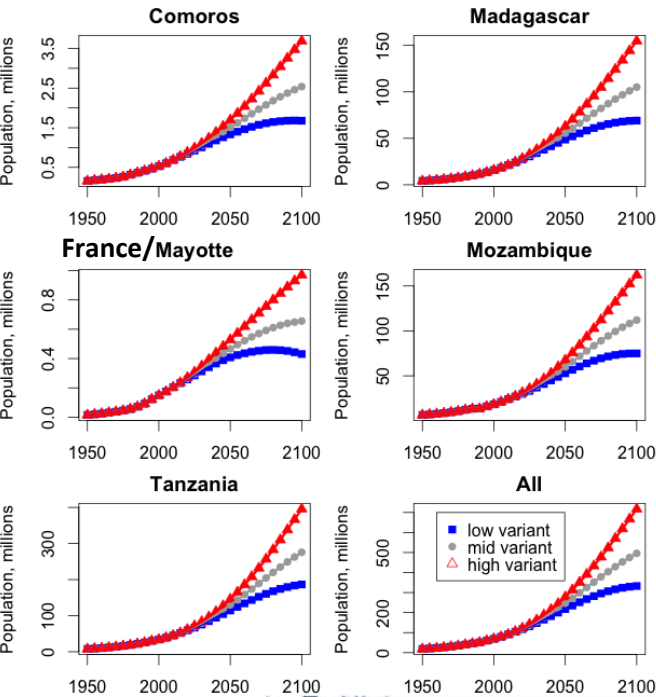 Comoros
Madagascar
Population, millions
0.5 1.5 2.5 3.5
Population, millions
0 50 100 150
1950 2000 2050 2100
1950 2000 2050 2100
France/Mayotte
Mozambique
Population, millions
0.0 0.4 0.8
Population, millions
50 100 150
1950 2000 2050 2100
1950 2000 2050 2100
Tanzania
All
Population, millions
0 100 300
Population, millions
0 200 500
low variant
mid variant
high variant
1950 2000 2050 2100
1950 2000 2050 2100